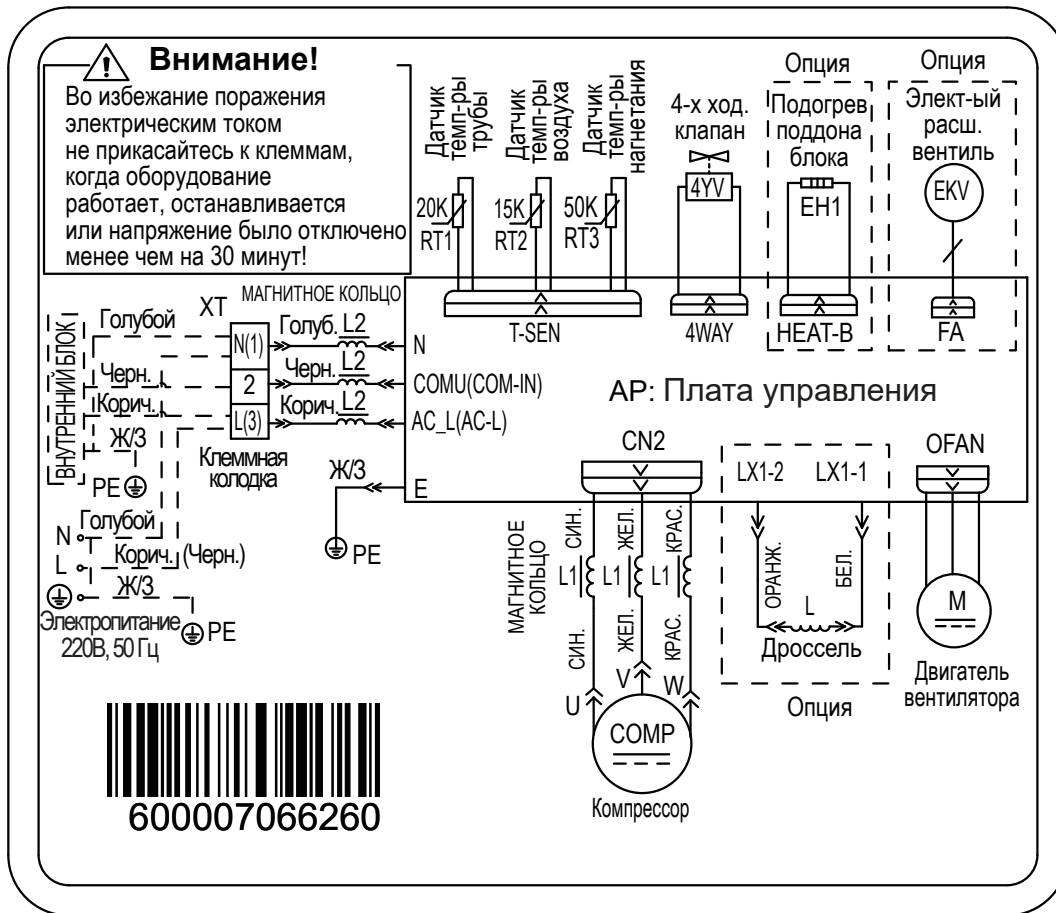 Внимание!
Во избежание поражения
электрическим током
не прикасайтесь к клеммам,
когда оборудование
работает, останавливается
или напряжение было отключено
менее чем на 30 минут!
Датчик
темп-ры
трубы
Датчик
темп-ры
воздуха
Датчик
темп-ры
нагнетания
4-х ход.
клапан
Опция
Подогрев
поддона
блока
Опция
Элект-ый
расш.
вентиль
20K
RT1
15K
RT2
50K
RT3
4YV
EH1
EKV
T-SEN
4WAY
HEAT-B
FA
ВНУТРЕННИЙ БЛОК
Голубой
Черн.
Корич.
Ж/З
PE
XT
N(1)
2
L(3)
Клеммная
колодка
МАГНИТНОЕ КОЛЬЦО
Голуб. L2
Черн. L2
Корич. L2
N
COMU(COM-IN)
AC_L(AC-L)
E
Ж/З
PE
AP: Плата управления
CN2
LX1-2
LX1-1
OFAN
N
Голубой
L
Корич. (Черн.)
Ж/З
PE
Электропитание
220В, 50 Гц
МАГНИТНОЕ
КОЛЬЦО
СИН.
ЖЕЛ.
КРАС.
L1
L1
L1
СИН.
ЖЕЛ.
КРАС.
U
V
W
COMP
Компрессор
ОРАНЖ.
БЕЛ.
L
Дроссель
Опция
M
Двигатель
вентилятора
600007066260